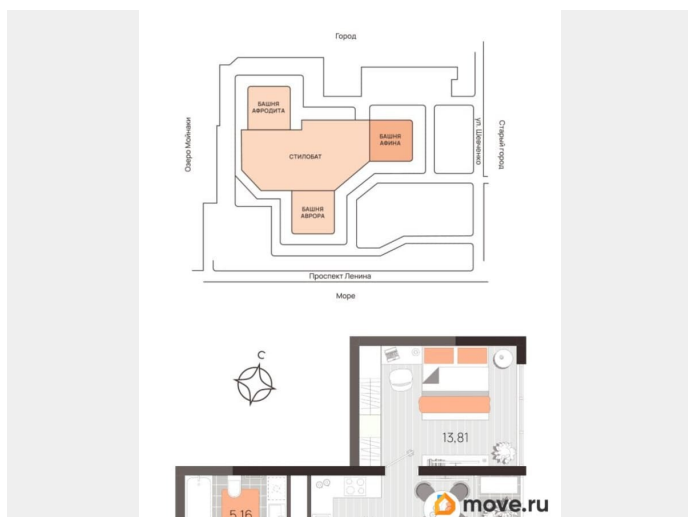 Город
БАШНЯ
АФРОДИТА
Озеро Мойнаки
СТИЛОБАТ
БАШНЯ
АФИНА
ул. Шевченко
Старый город
БАШНЯ
АВРОРА
Проспект Ленина
Море
С
13,81
5,16
move.ru